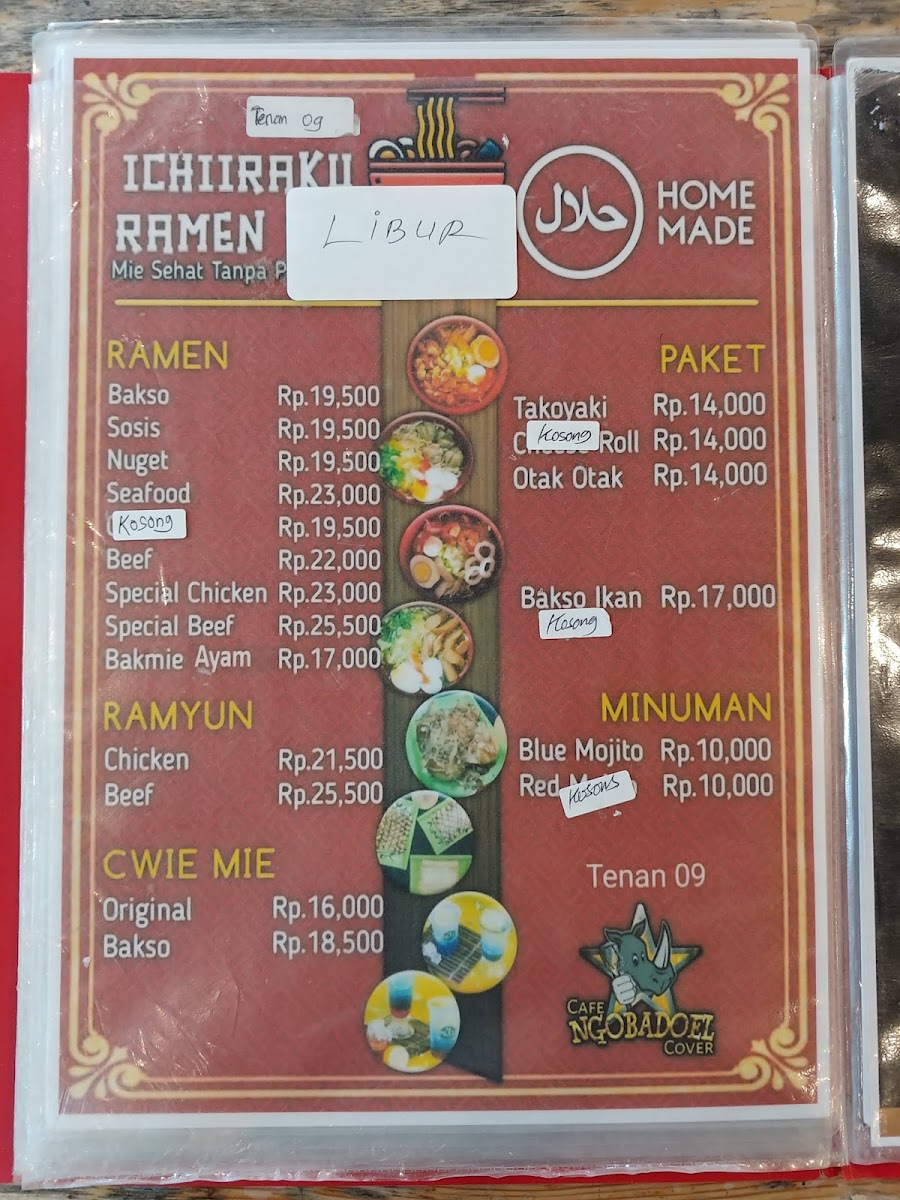 Tenan 09
ICHIIRAKU
RAMEN
Mie Sehat Tanpa P
LIBUR
حلال
HOME
MADE
RAMEN
Bakso Rp.19,500
Sosis Rp.19,500
Nuget Rp.19,500
Seafood Rp.23,000
Kosong Rp.19,500
Beef Rp.22,000
Special Chicken Rp.23,000
Special Beef Rp.25,500
Bakmie Ayam Rp.17,000
RAMYUN
Chicken Rp.21,500
Beef Rp.25,500
CWIE MIE
Original Rp.16,000
Bakso Rp.18,500
PAKET
Takoyaki Rp.14,000
Kosong
Roll Rp.14,000
Otak Otak Rp.14,000
Bakso Ikan Rp.17,000
Kosong
MINUMAN
Blue Mojito Rp.10,000
Red Rp.10,000
Kosong
Tenan 09
CAFE
NGOBADOEL
COVER